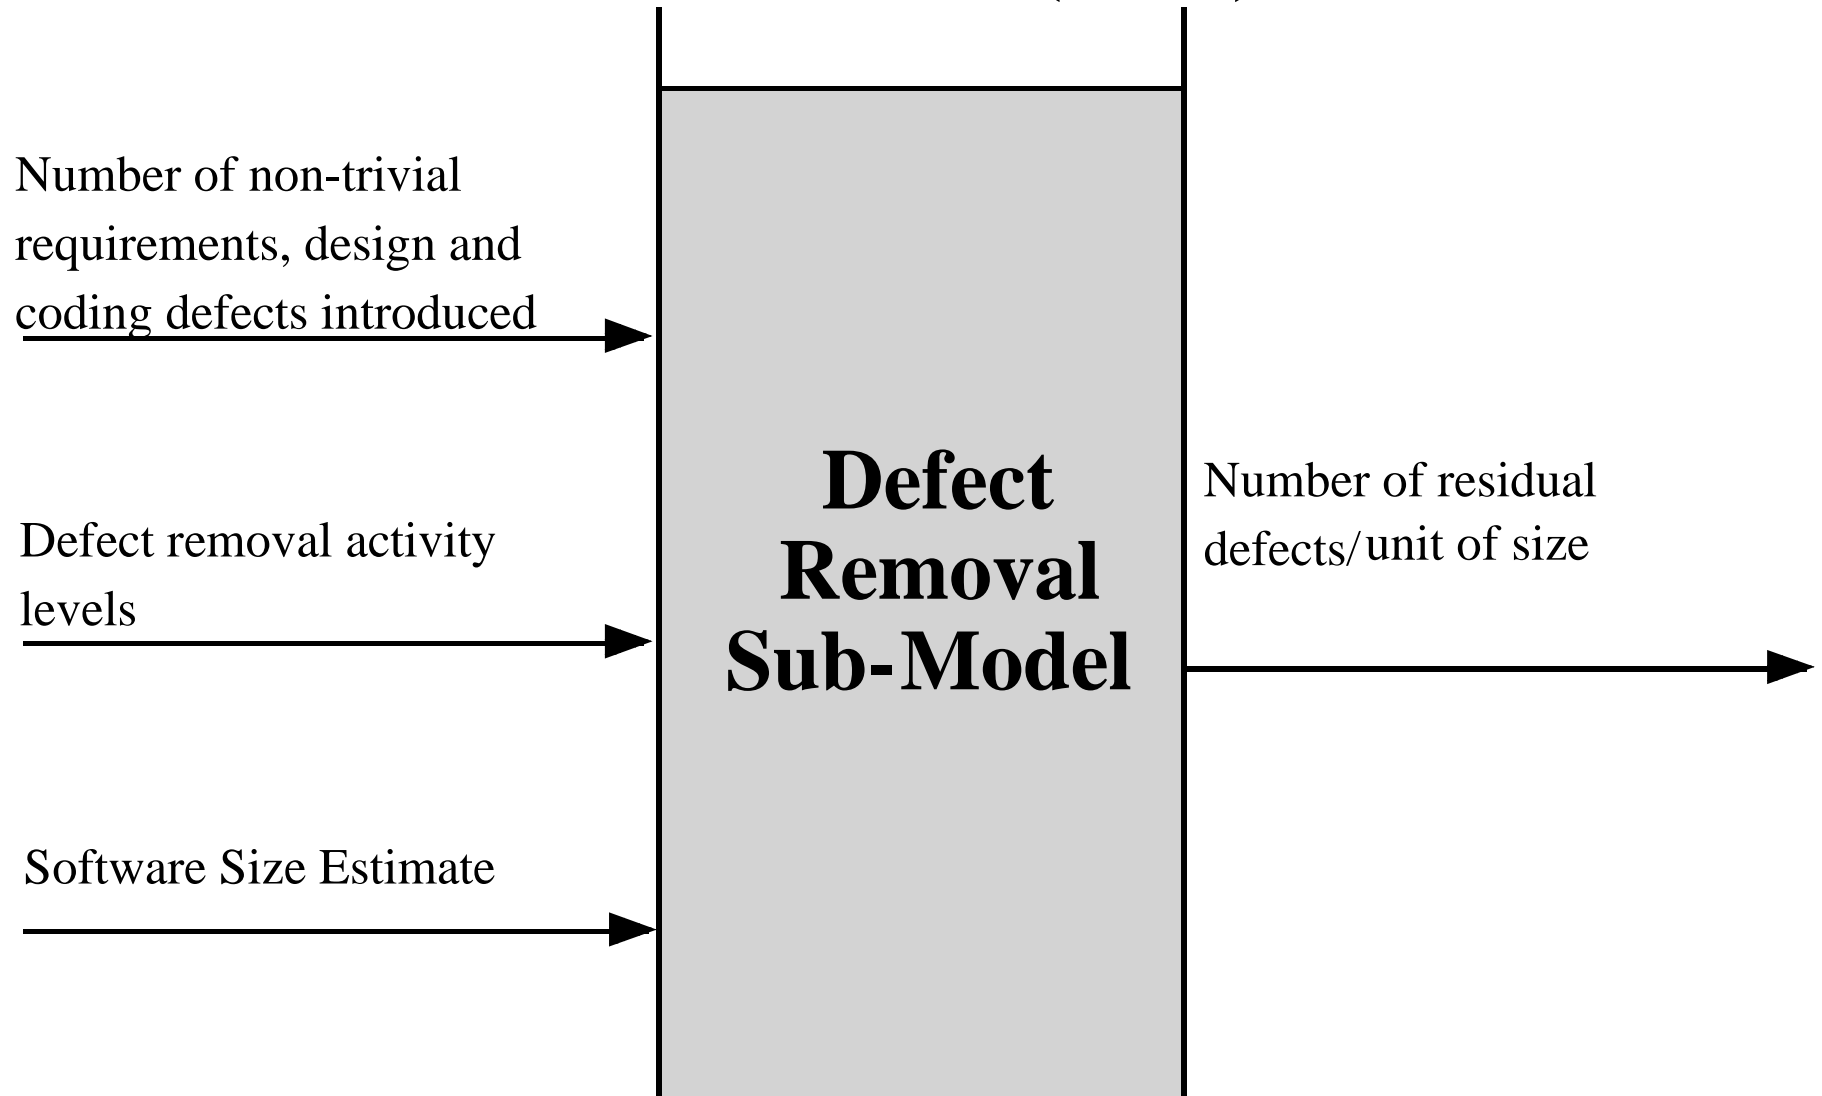 Number of non-trivial
requirements, design and
coding defects introduced
Defect removal activity
levels
Software Size Estimate
Defect
Removal
Sub-Model
Number of residual
defects/unit of size